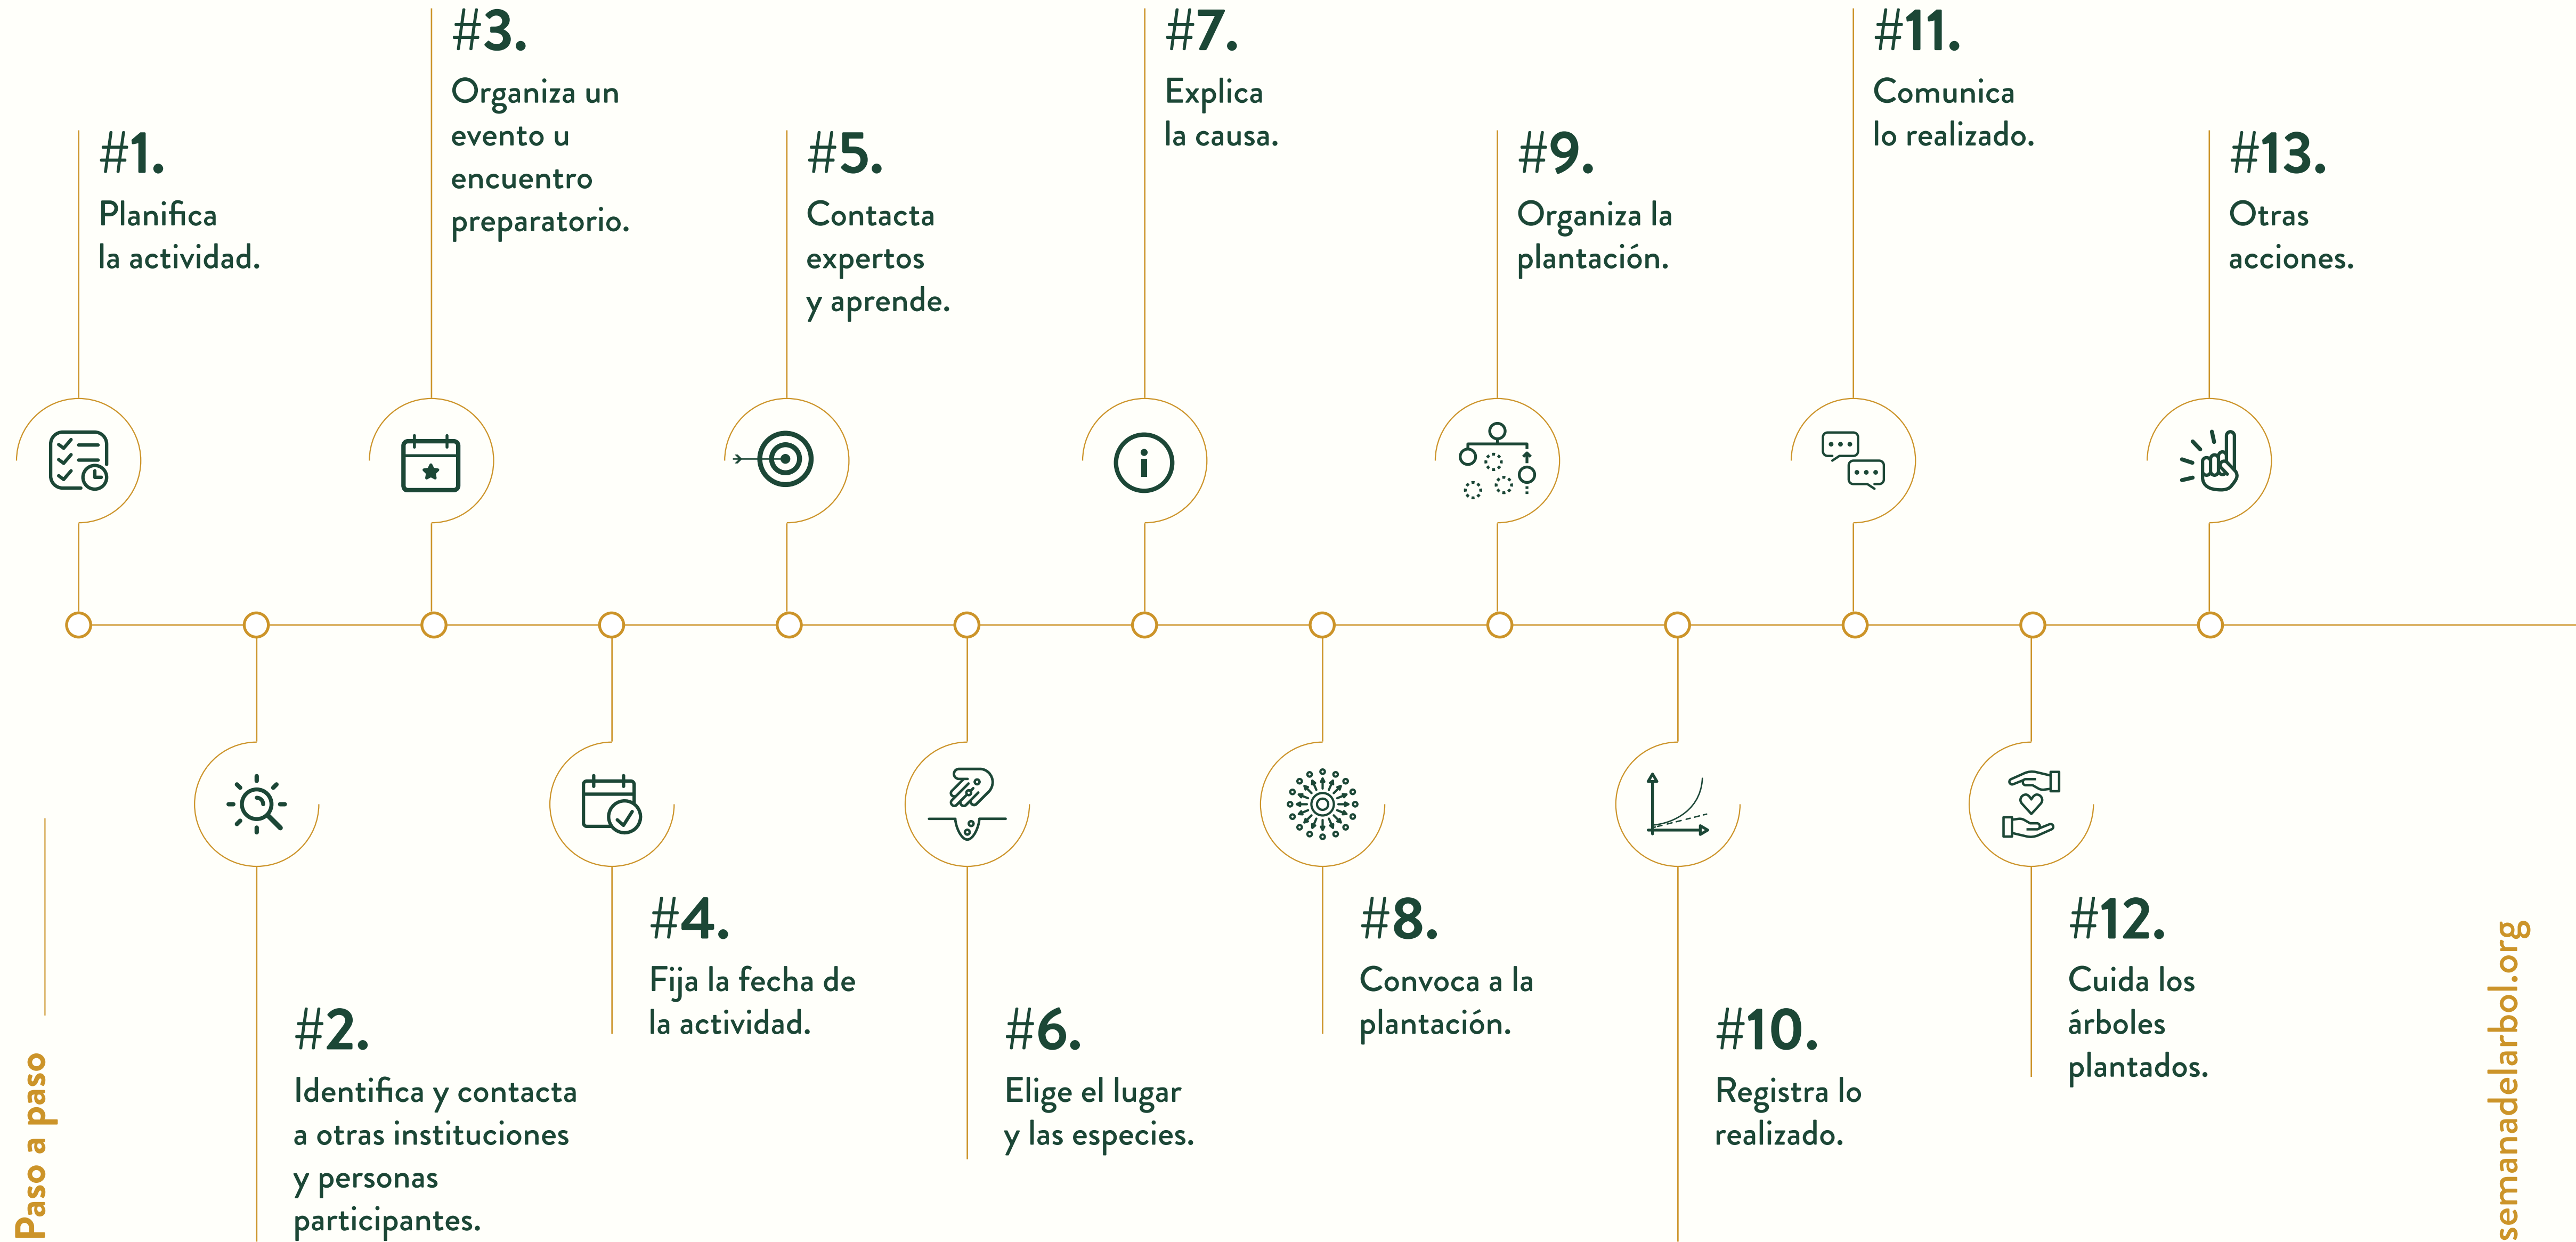 Paso a paso
#1.
Planifica
la actividad.
#2.
Identifica y contacta
a otras instituciones
y personas
participantes.
#3.
Organiza un
evento u
encuentro
preparatorio.
#4.
Fija la fecha de
la actividad.
#5.
Contacta
expertos
y aprende.
#6.
Elige el lugar
y las especies.
#7.
Explica
la causa.
#8.
Convoca a la
plantación.
#9.
Organiza la
plantación.
#10.
Registra lo
realizado.
#11.
Comunica
lo realizado.
#12.
Cuida los
árboles
plantados.
#13.
Otras
acciones.
semanadelarbol.org